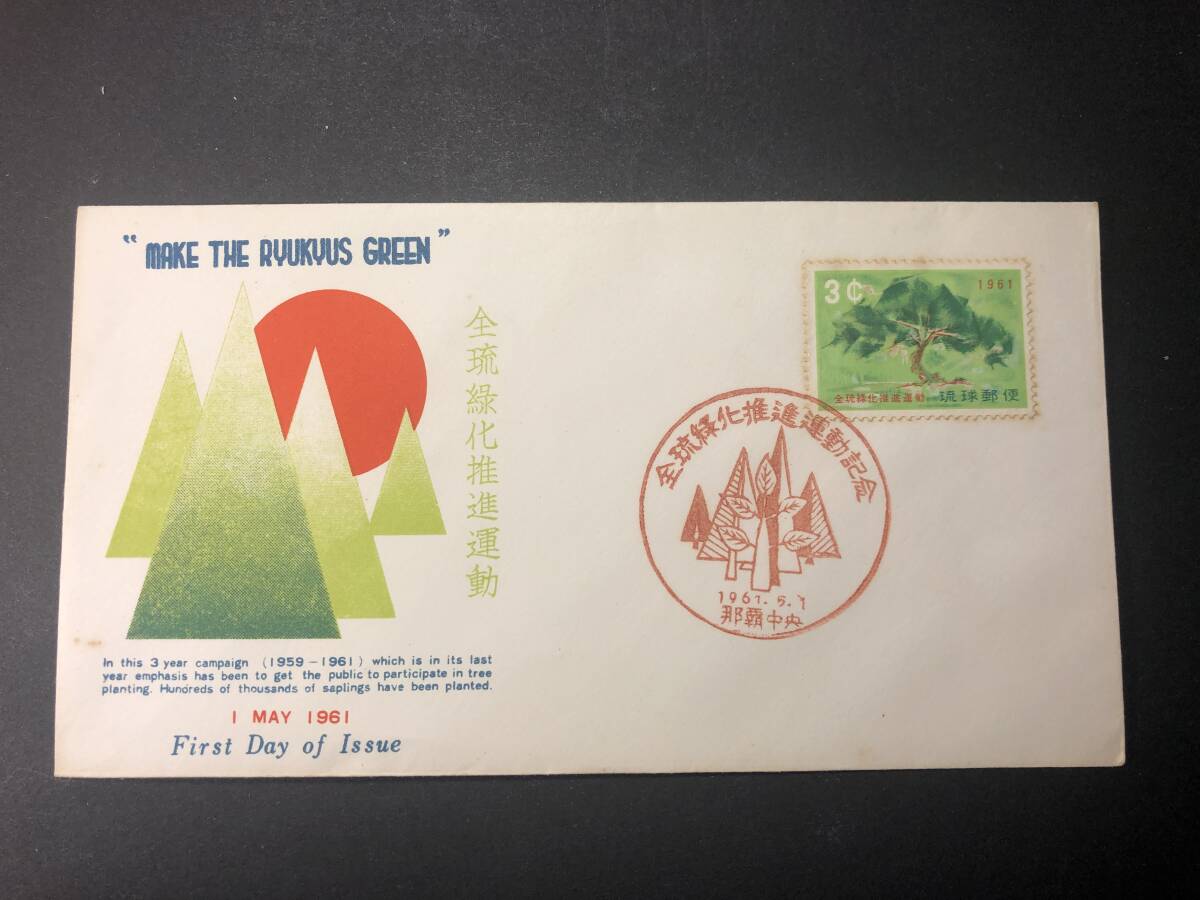 "MAKE THE RYUKYUS GREEN"
全琉綠化推進運動
In this 3 year campaign (1959-1961) which is in its last
year emphasis has been to get the public to participate in tree
planting. Hundreds of thousands of saplings have been planted.
1 MAY 1961
First Day of Issue
3¢
1961
全琉緑化推進運動
琉球郵便
全琉緑化推進運動記念
1961.5.1
那覇中央